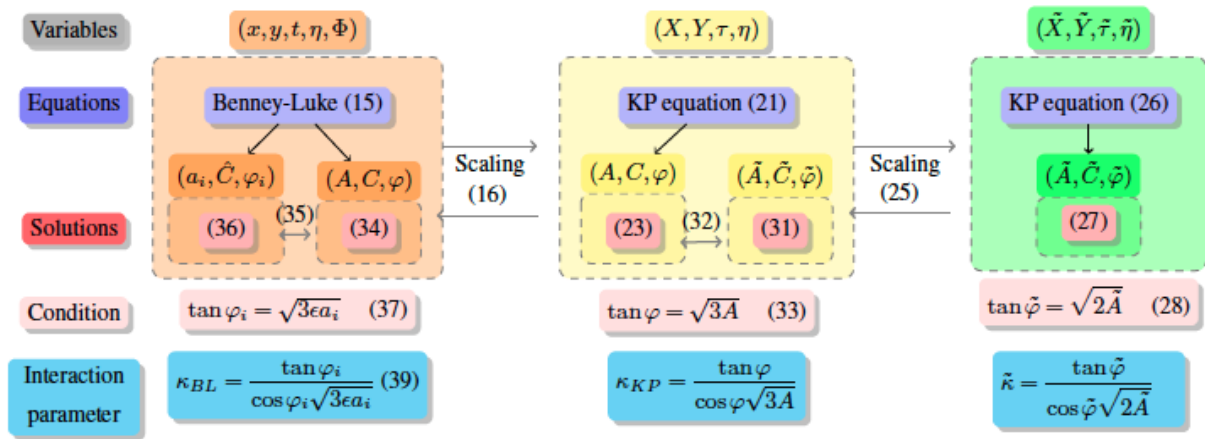 Variables (x, y, t, η, Φ) (X, Y, τ, η) (X̃, Ỹ, τ̃, η̃)
Equations Benney-Luke (15) KP equation (21) KP equation (26)
(a_i, Ĉ, φ_i) (A, C, φ) Scaling (16) (A, C, φ) (Ã, C̃, φ̃) Scaling (25) (Ã, C̃, φ̃)
Solutions (36) (35) (34) (23) (32) (31) (27)
Condition tan φ_i = √(3εa_i) (37) tan φ = √(3A) (33) tan φ̃ = √(2Ã) (28)
Interaction parameter κ_BL = tan φ_i / (cos φ_i √(3εa_i)) (39) κ_KP = tan φ / (cos φ √(3A)) κ̃ = tan φ̃ / (cos φ̃ √(2Ã))